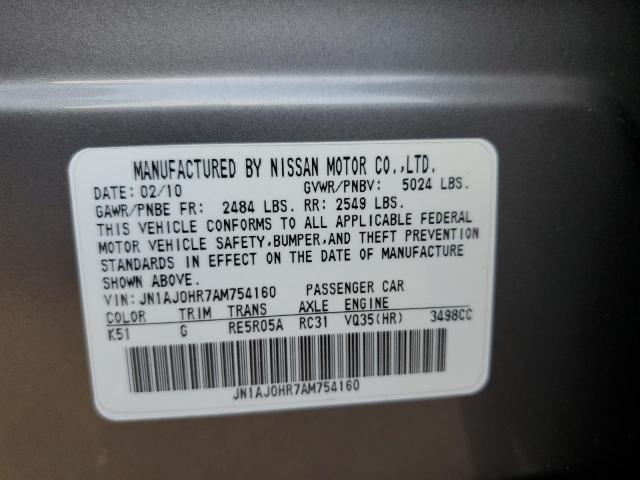 MANUFACTURED BY NISSAN MOTOR CO.,LTD.
DATE: 02/10 GVWR/PNBV: 5024 LBS.
GAWR/PNBE FR: 2484 LBS. RR: 2549 LBS.
THIS VEHICLE CONFORMS TO ALL APPLICABLE FEDERAL
MOTOR VEHICLE SAFETY,BUMPER,AND THEFT PREVENTION
STANDARDS IN EFFECT ON THE DATE OF MANUFACTURE
SHOWN ABOVE.
VIN: JN1AJ0HR7AM754160 PASSENGER CAR
COLOR TRIM TRANS AXLE ENGINE
K51 G RE5R05A RC31 VQ35(HR) 3498CC
JN1AJ0HR7AM754160